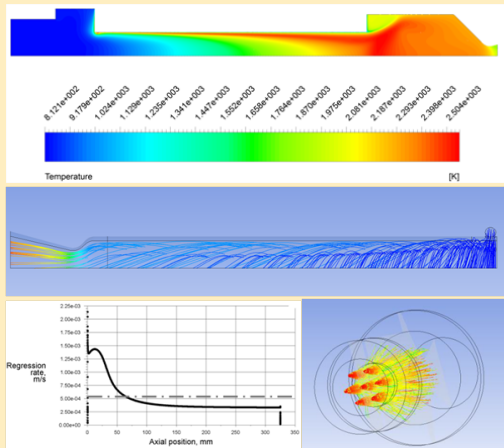 8.121e+002
9.179e+002
1.024e+003
1.129e+003
1.235e+003
1.341e+003
1.447e+003
1.552e+003
1.658e+003
1.764e+003
1.870e+003
1.975e+003
2.081e+003
2.187e+003
2.293e+003
2.398e+003
2.504e+003
Temperature [K]
2.25e-03
2.00e-03
1.75e-03
1.50e-03
1.25e-03
1.00e-03
7.50e-04
5.00e-04
2.50e-04
0.00e+00
Regression
rate,
m/s
0 50 100 150 200 250 300 350
Axial position, mm